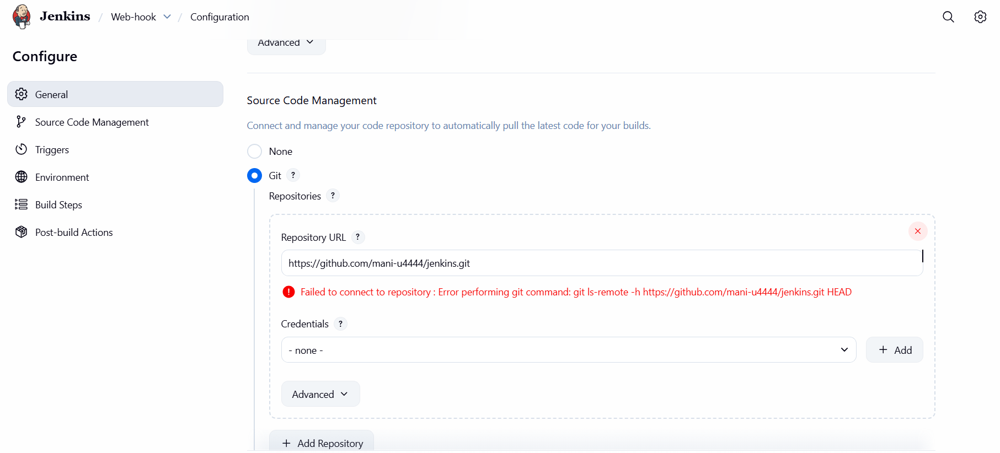 Jenkins / Web-hook / Configuration
Configure
General
Source Code Management
Triggers
Environment
Build Steps
Post-build Actions
Advanced
Source Code Management
Connect and manage your code repository to automatically pull the latest code for your builds.
None
Git ?
Repositories ?
Repository URL ?
https://github.com/mani-u4444/jenkins.git
Failed to connect to repository : Error performing git command: git ls-remote -h https://github.com/mani-u4444/jenkins.git HEAD
Credentials ?
- none -
+ Add
Advanced
+ Add Repository